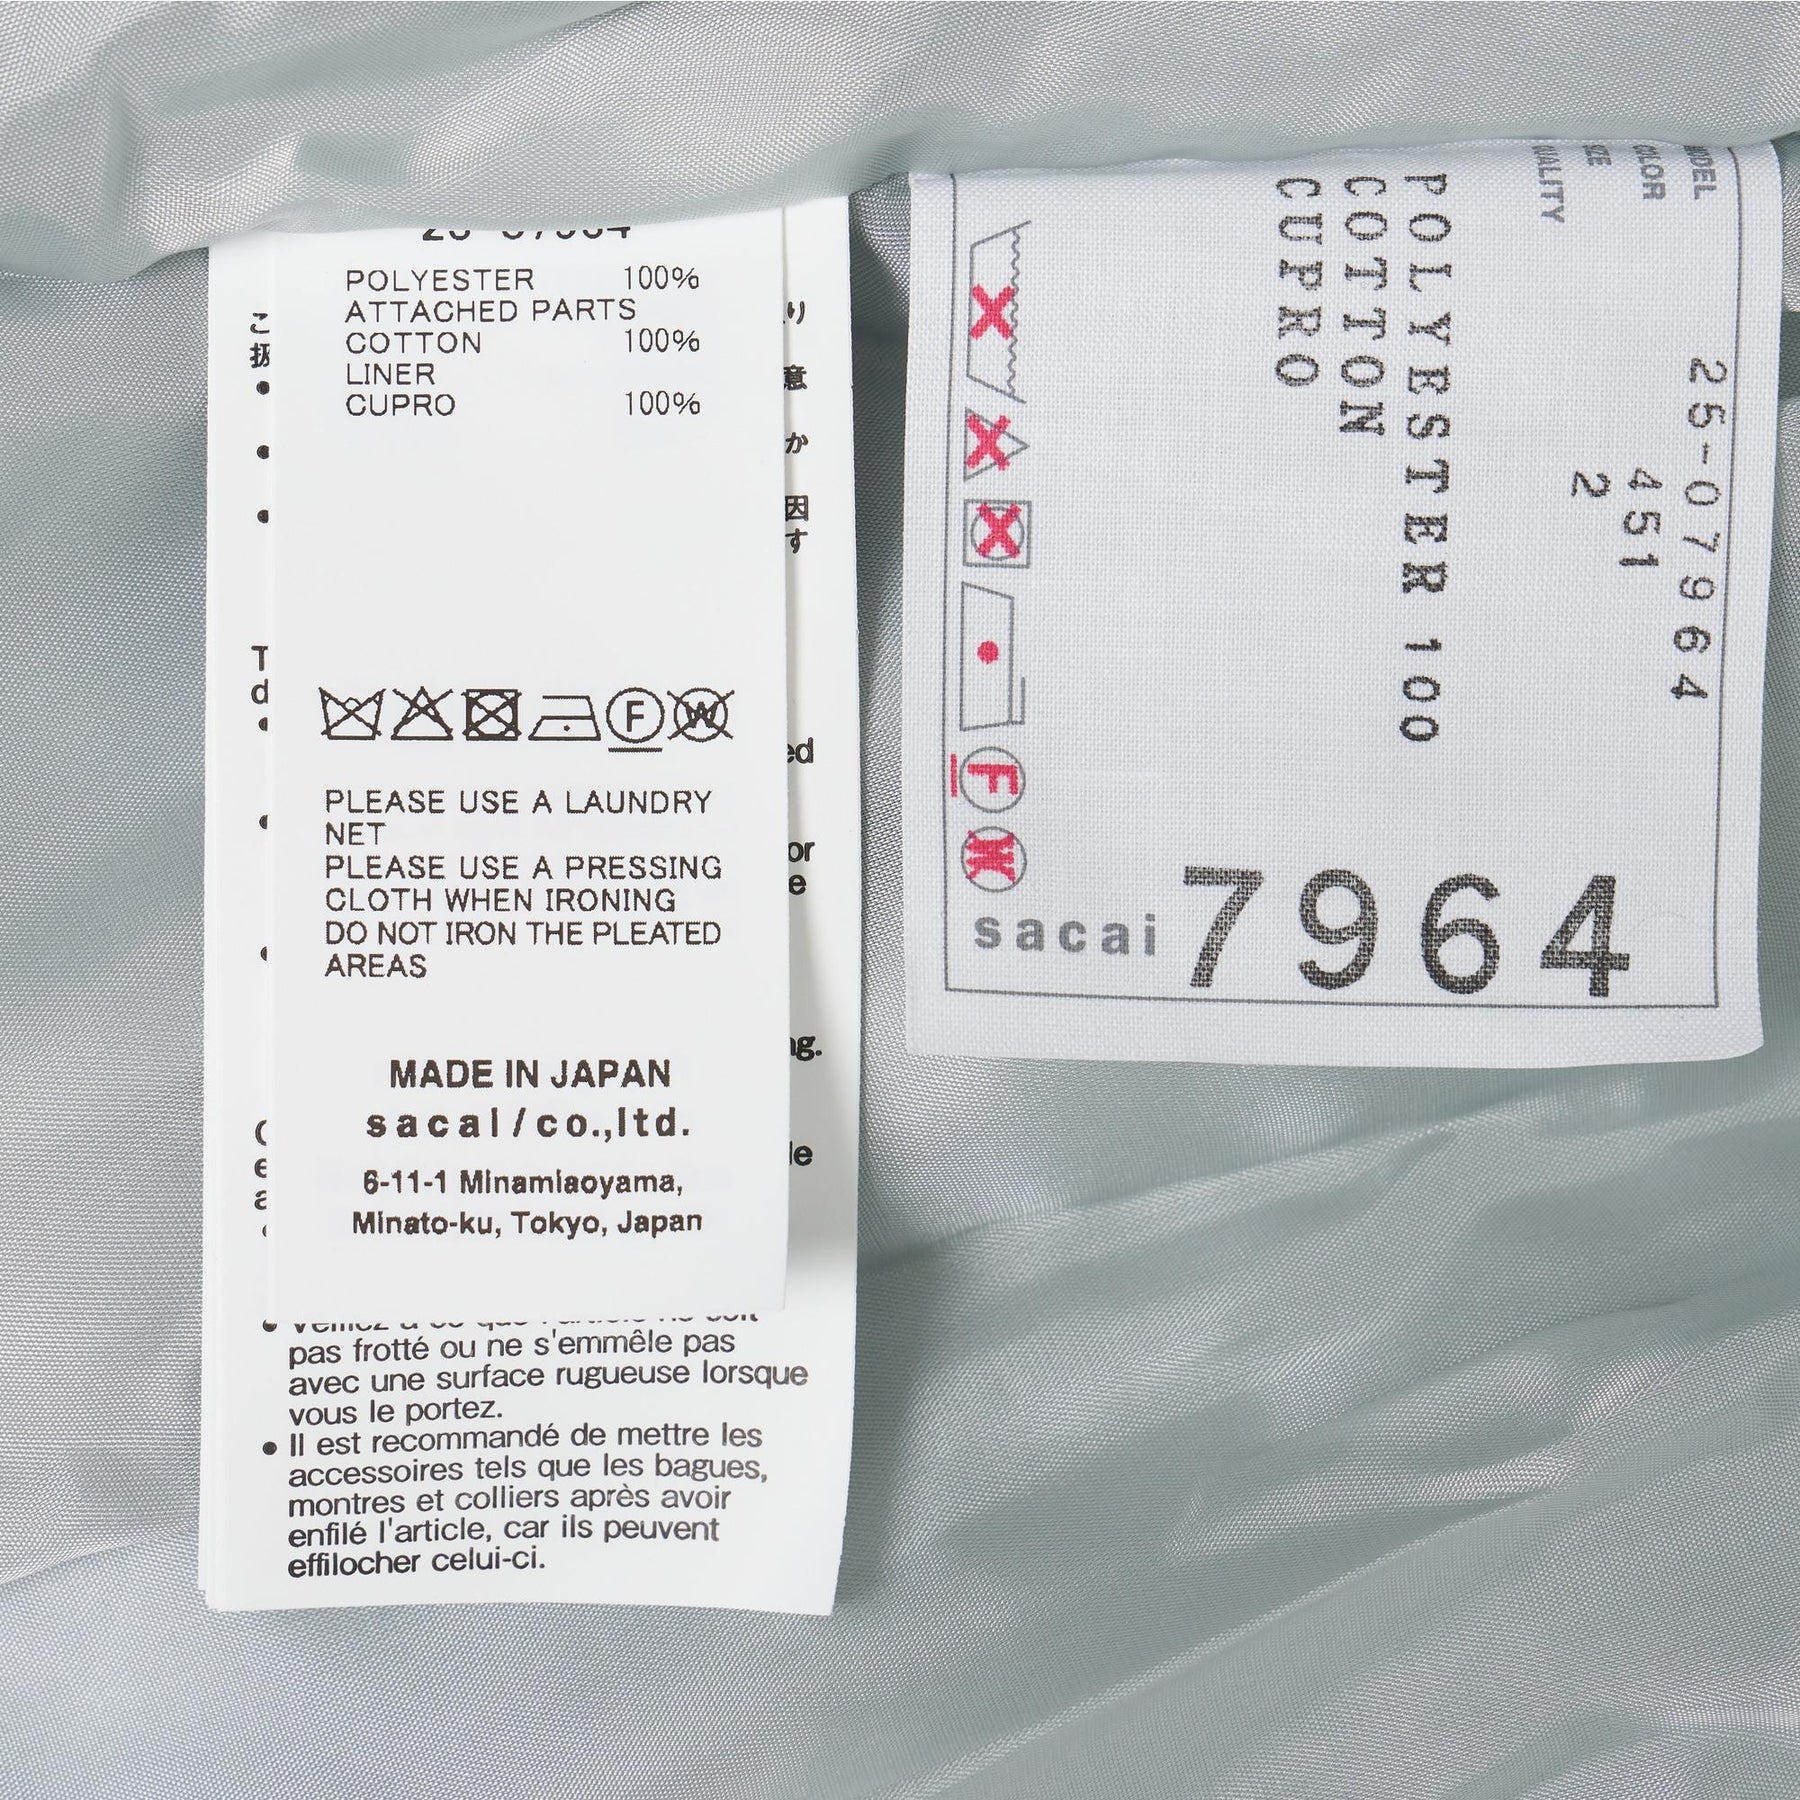 POLYESTER 100%
ATTACHED PARTS
COTTON 100%
LINER
CUPRO 100%
F W
PLEASE USE A LAUNDRY
NET
PLEASE USE A PRESSING
CLOTH WHEN IRONING
DO NOT IRON THE PLEATED
AREAS
MADE IN JAPAN
sacai/co.,ltd.
6-11-1 Minamiaoyama,
Minato-ku, Tokyo, Japan
pas frotté ou ne s'emmêle pas
avec une surface rugueuse lorsque
vous le portez.
● Il est recommandé de mettre les
accessoires tels que les bagues,
montres et colliers après avoir
enfilé l'article, car ils peuvent
effilocher celui-ci.
MODEL 25-07964
COLOR 451
SIZE 2
QUALITY
POLYESTER 100
COTTON
CUPRO
F W
sacai 7964